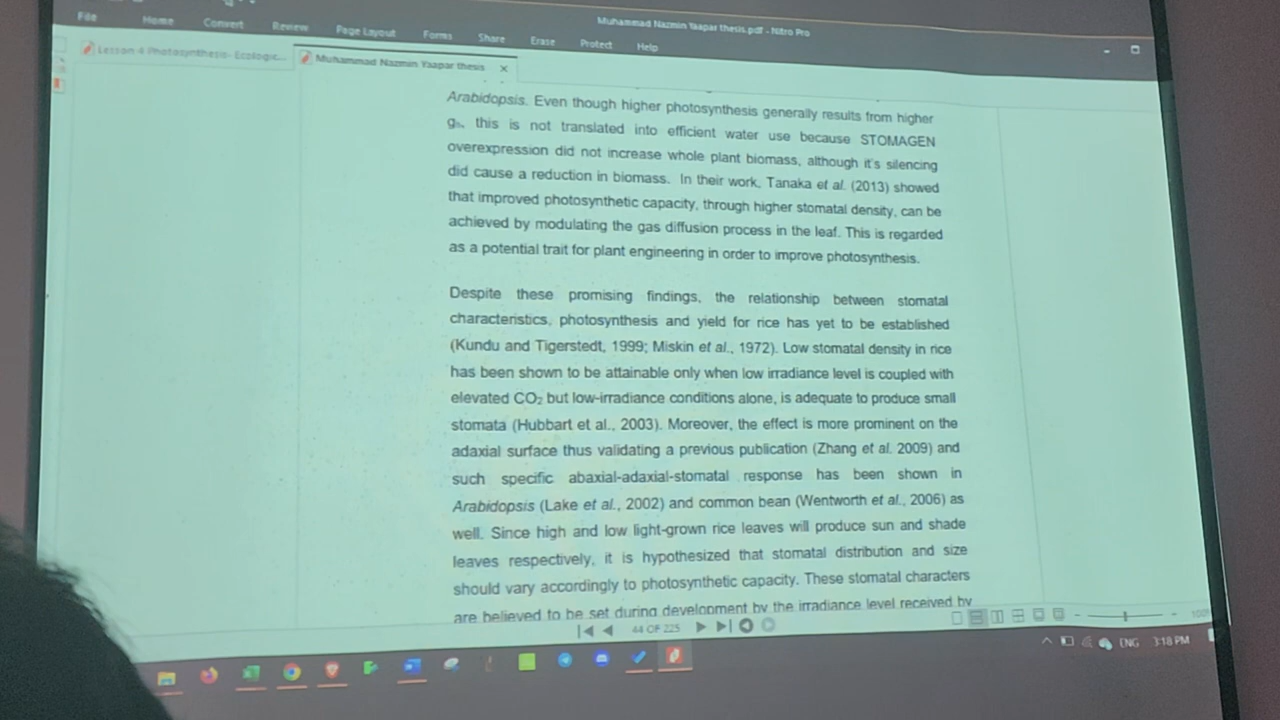 Muhammad Nazmin Yaapar thesis.pdf - Nitro Pro
File Home Convert Review Page Layout Forms Share Erase Protect Help
Lesson 4 Photosynthesis- Ecologic...
Muhammad Nazmin Yaapar thesis ×
Arabidopsis. Even though higher photosynthesis generally results from higher
this is not translated into efficient water use because STOMAGEN
overexpression did not increase whole plant biomass, although it's silencing
did cause a reduction in biomass. In their work, Tanaka et al. (2013) showed
that improved photosynthetic capacity, through higher stomatal density, can be
achieved by modulating the gas diffusion process in the leaf. This is regarded
as a potential trait for plant engineering in order to improve photosynthesis.
Despite these promising findings, the relationship between stomatal
characteristics, photosynthesis and yield for rice has yet to be established
(Kundu and Tigerstedt, 1999; Miskin et al., 1972). Low stomatal density in rice
has been shown to be attainable only when low irradiance level is coupled with
elevated CO₂ but low-irradiance conditions alone, is adequate to produce small
stomata (Hubbart et al., 2003). Moreover, the effect is more prominent on the
adaxial surface thus validating a previous publication (Zhang et al. 2009) and
such specific abaxial-adaxial-stomatal response has been shown in
Arabidopsis (Lake et al., 2002) and common bean (Wentworth et al., 2006) as
well. Since high and low light-grown rice leaves will produce sun and shade
leaves respectively, it is hypothesized that stomatal distribution and size
should vary accordingly to photosynthetic capacity. These stomatal characters
are believed to be set during development by the irradiance level received by
44 OF 225
ENG 3:18 PM